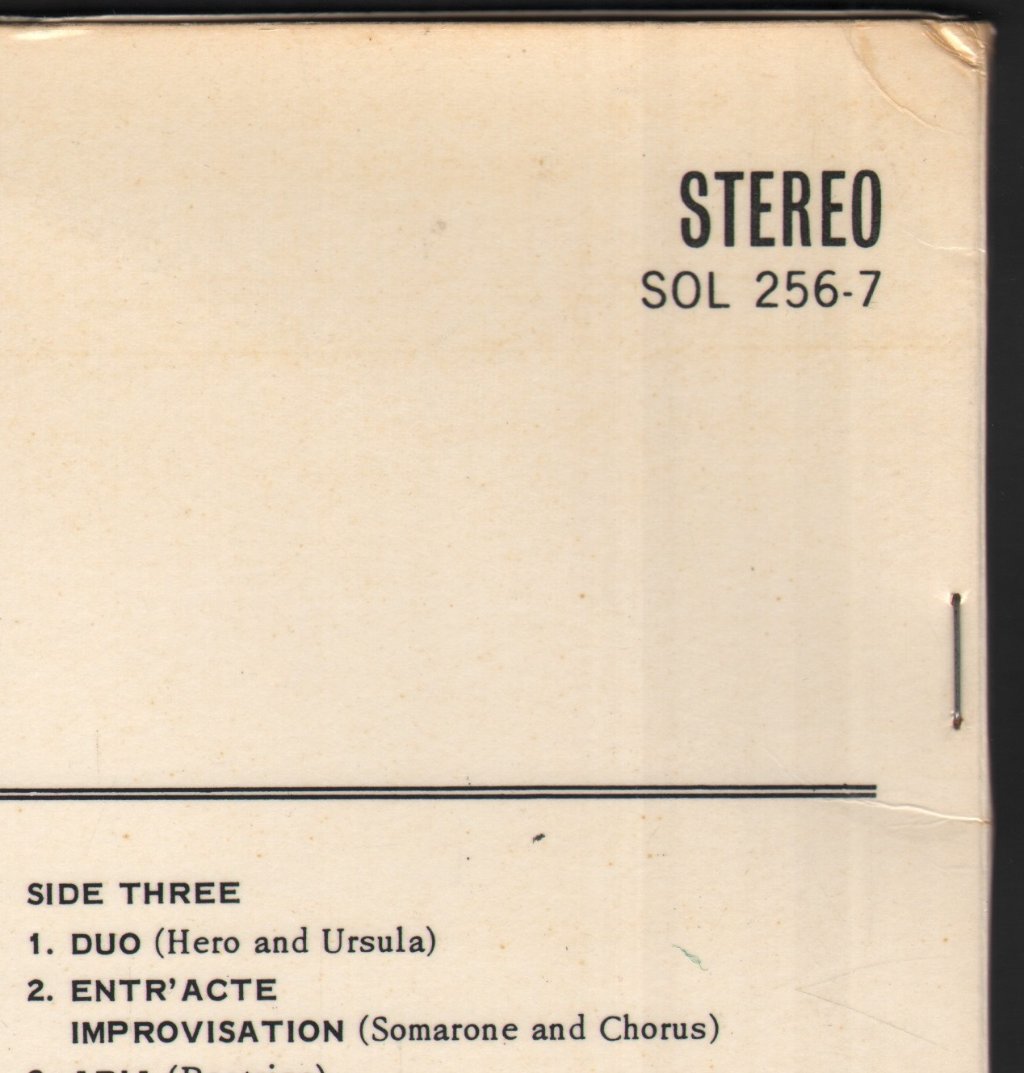 STEREO
SOL 256-7
SIDE THREE
1. DUO (Hero and Ursula)
2. ENTR'ACTE
IMPROVISATION (Somarone and Chorus)